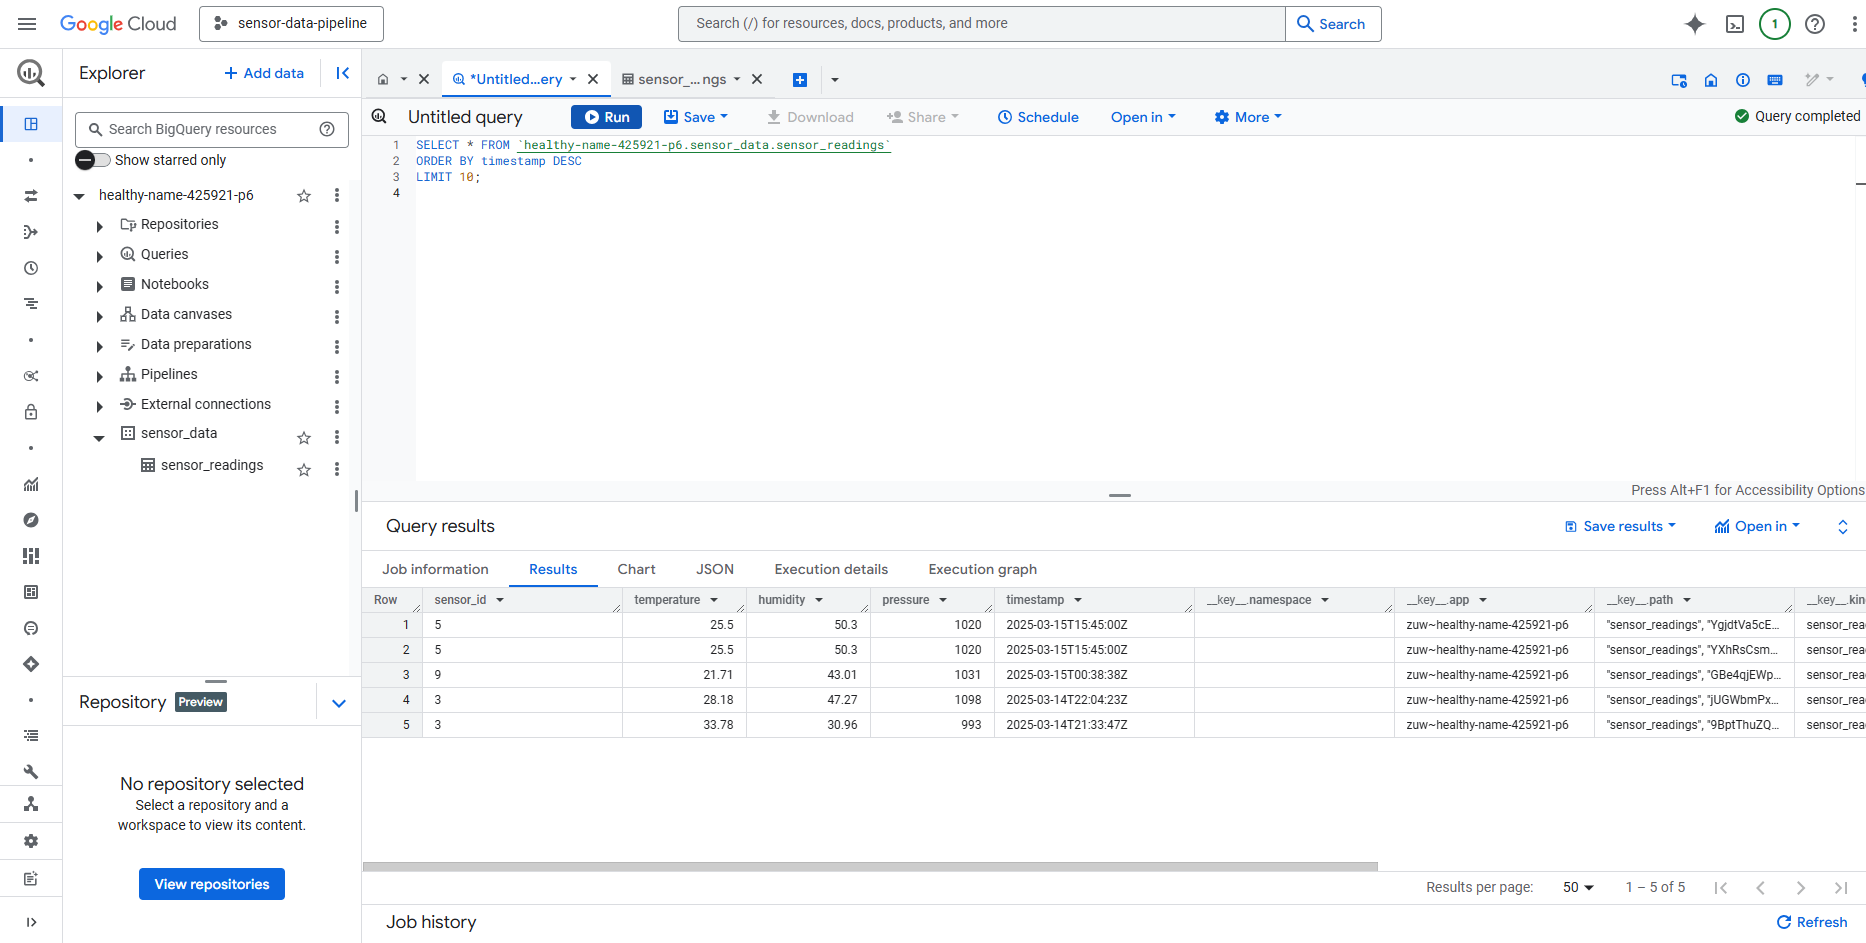 Google Cloud
sensor-data-pipeline
Search (/) for resources, docs, products, and more
Search
1
Explorer
Add data
*Untitled...ery
sensor_...ngs
Search BigQuery resources
Show starred only
healthy-name-425921-p6
Repositories
Queries
Notebooks
Data canvases
Data preparations
Pipelines
External connections
sensor_data
sensor_readings
Repository Preview
No repository selected
Select a repository and a
workspace to view its content.
View repositories
Untitled query
Run
Save
Download
Share
Schedule
Open in
More
Query completed
1 SELECT * FROM `healthy-name-425921-p6.sensor_data.sensor_readings`
2 ORDER BY timestamp DESC
3 LIMIT 10;
4
Press Alt+F1 for Accessibility Options
Query results
Save results
Open in
Job information Results Chart JSON Execution details Execution graph
Row sensor_id temperature humidity pressure timestamp __key__.namespace __key__.app __key__.path __key__.kin
1 5 25.5 50.3 1020 2025-03-15T15:45:00Z zuw~healthy-name-425921-p6 "sensor_readings", "YgjdtVa5cE... sensor_rea
2 5 25.5 50.3 1020 2025-03-15T15:45:00Z zuw~healthy-name-425921-p6 "sensor_readings", "YXhRsCsm... sensor_rea
3 9 21.71 43.01 1031 2025-03-15T00:38:38Z zuw~healthy-name-425921-p6 "sensor_readings", "GBe4qjEWp... sensor_rea
4 3 28.18 47.27 1098 2025-03-14T22:04:23Z zuw~healthy-name-425921-p6 "sensor_readings", "jUGWbmPx... sensor_rea
5 3 33.78 30.96 993 2025-03-14T21:33:47Z zuw~healthy-name-425921-p6 "sensor_readings", "9BptThuZQ... sensor_rea
Results per page: 50 1 – 5 of 5
Job history
Refresh